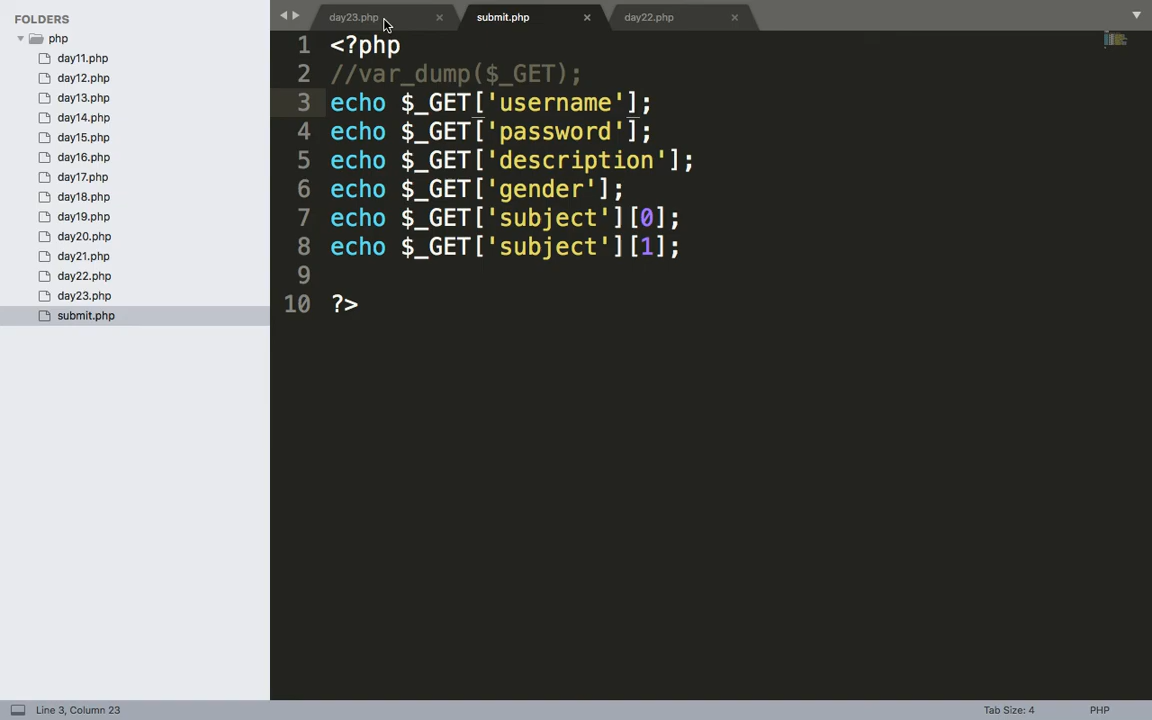 FOLDERS
php
day11.php
day12.php
day13.php
day14.php
day15.php
day16.php
day17.php
day18.php
day19.php
day20.php
day21.php
day22.php
day23.php
submit.php
day23.php submit.php day22.php
1 <?php
2 //var_dump($_GET);
3 echo $_GET['username'];
4 echo $_GET['password'];
5 echo $_GET['description'];
6 echo $_GET['gender'];
7 echo $_GET['subject'][0];
8 echo $_GET['subject'][1];
9
10 ?>
Line 3, Column 23 Tab Size: 4 PHP